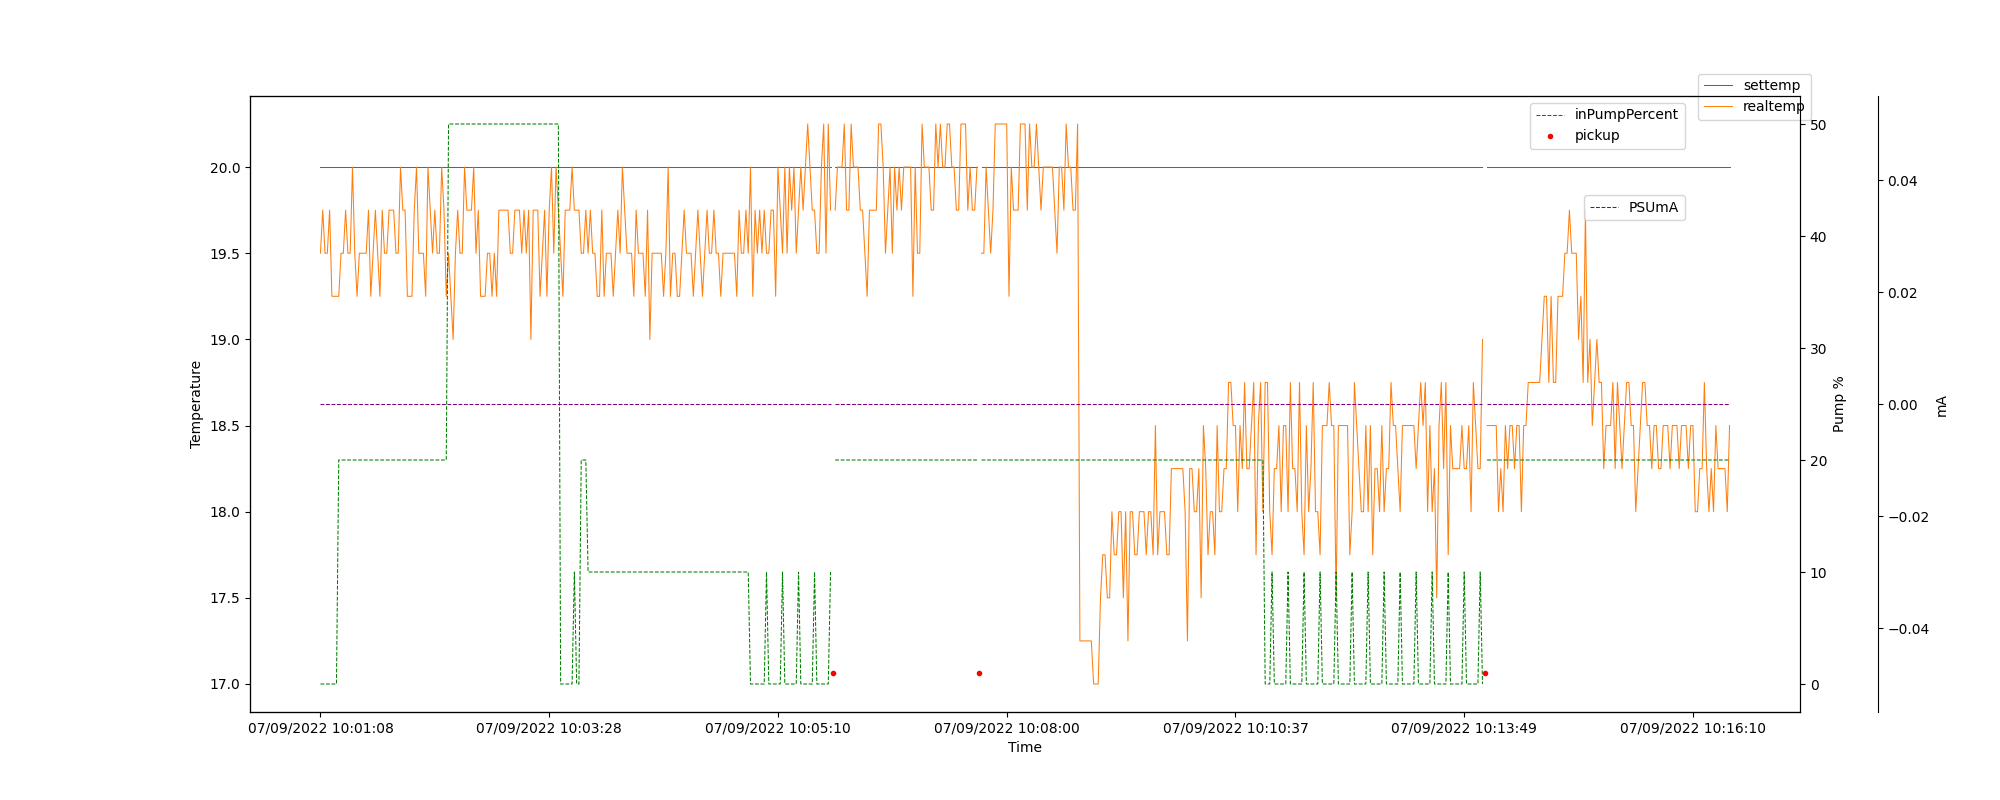 settemp
realtemp
inPumpPercent
pickup
PSUmA
20.0
19.5
19.0
18.5
18.0
17.5
17.0
Temperature
50
40
30
20
10
0
Pump %
0.04
0.02
0.00
−0.02
−0.04
mA
07/09/2022 10:01:08
07/09/2022 10:03:28
07/09/2022 10:05:10
07/09/2022 10:08:00
07/09/2022 10:10:37
07/09/2022 10:13:49
07/09/2022 10:16:10
Time